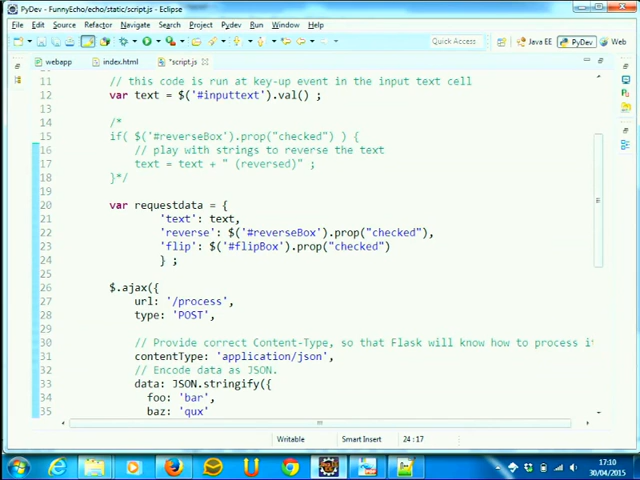 PyDev - FunnyEcho/echo/static/script.js - Eclipse
File Edit Source Refactor Navigate Search Project Pydev Run Window Help
Quick Access Java EE PyDev Web
webapp index.html *script.js
11 // this code is run at key-up event in the input text cell
12 var text = $('#inputtext').val() ;
13
14 /*
15 if( $('#reverseBox').prop("checked") ) {
16 // play with strings to reverse the text
17 text = text + " (reversed)" ;
18 }*/
19
20 var requestdata = {
21 'text': text,
22 'reverse': $('#reverseBox').prop("checked"),
23 'flip': $('#flipBox').prop("checked")
24 } ;
25
26 $.ajax({
27 url: '/process',
28 type: 'POST',
29
30 // Provide correct Content-Type, so that Flask will know how to process it
31 contentType: 'application/json',
32 // Encode data as JSON.
33 data: JSON.stringify({
34 foo: 'bar',
35 baz: 'qux'
Writable Smart Insert 24:17
17:10
30/04/2015